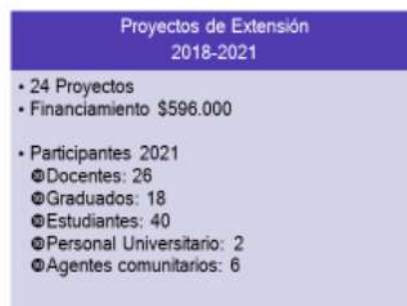 Proyectos de Extensión
2018-2021
• 24 Proyectos
• Financiamiento $596.000
• Participantes 2021
Docentes: 26
Graduados: 18
Estudiantes: 40
Personal Universitario: 2
Agentes comunitarios: 6